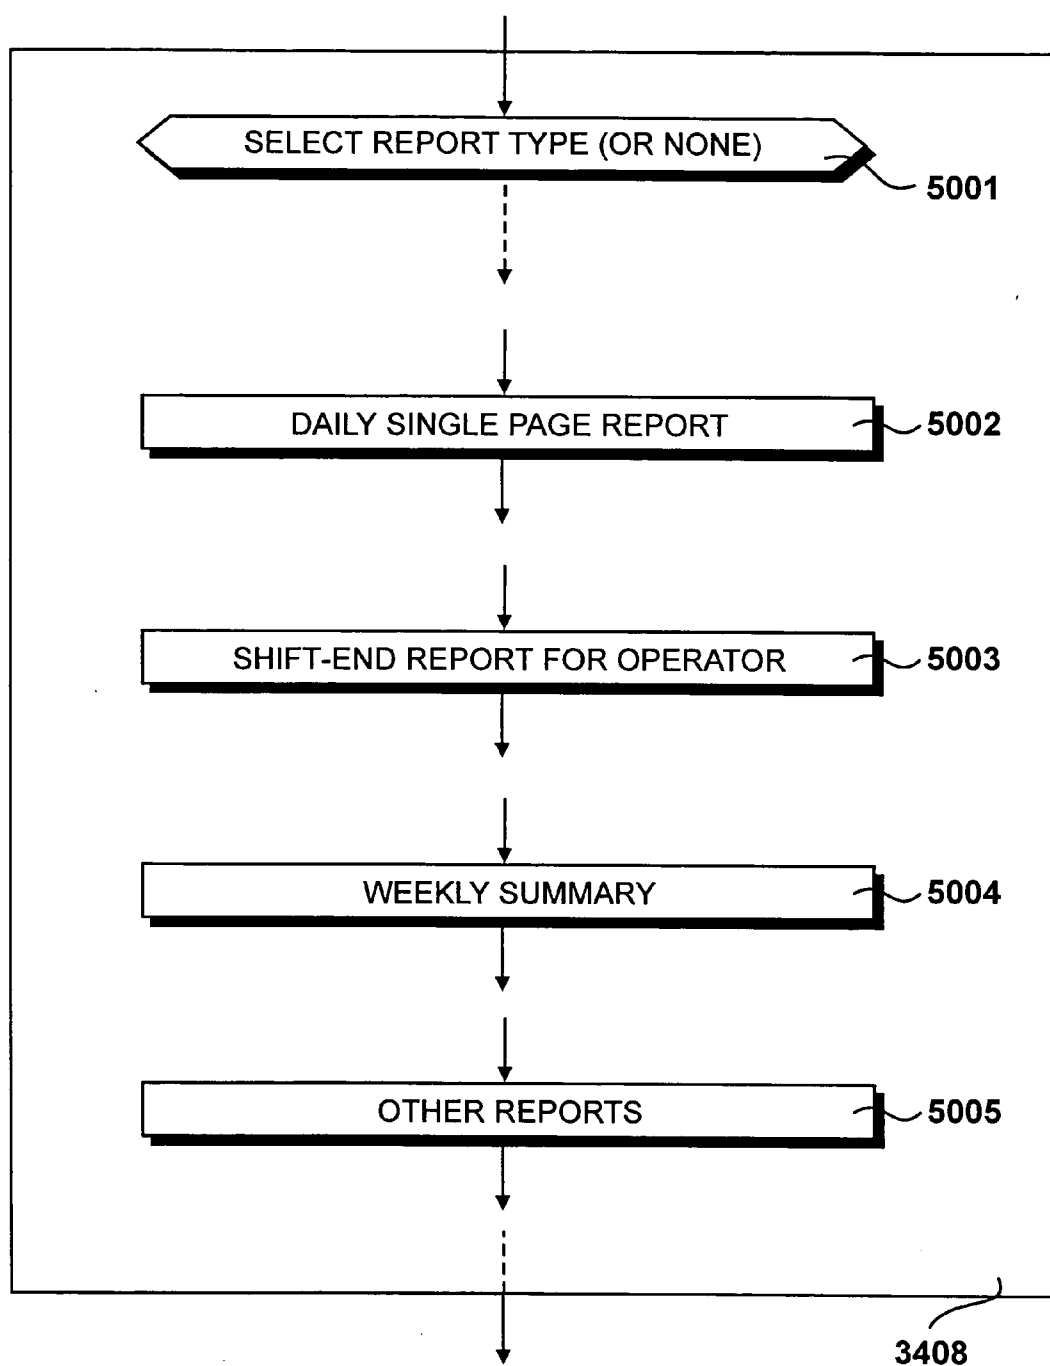 SELECT REPORT TYPE (OR NONE)
5001
DAILY SINGLE PAGE REPORT
5002
SHIFT-END REPORT FOR OPERATOR
5003
WEEKLY SUMMARY
5004
OTHER REPORTS
5005
3408